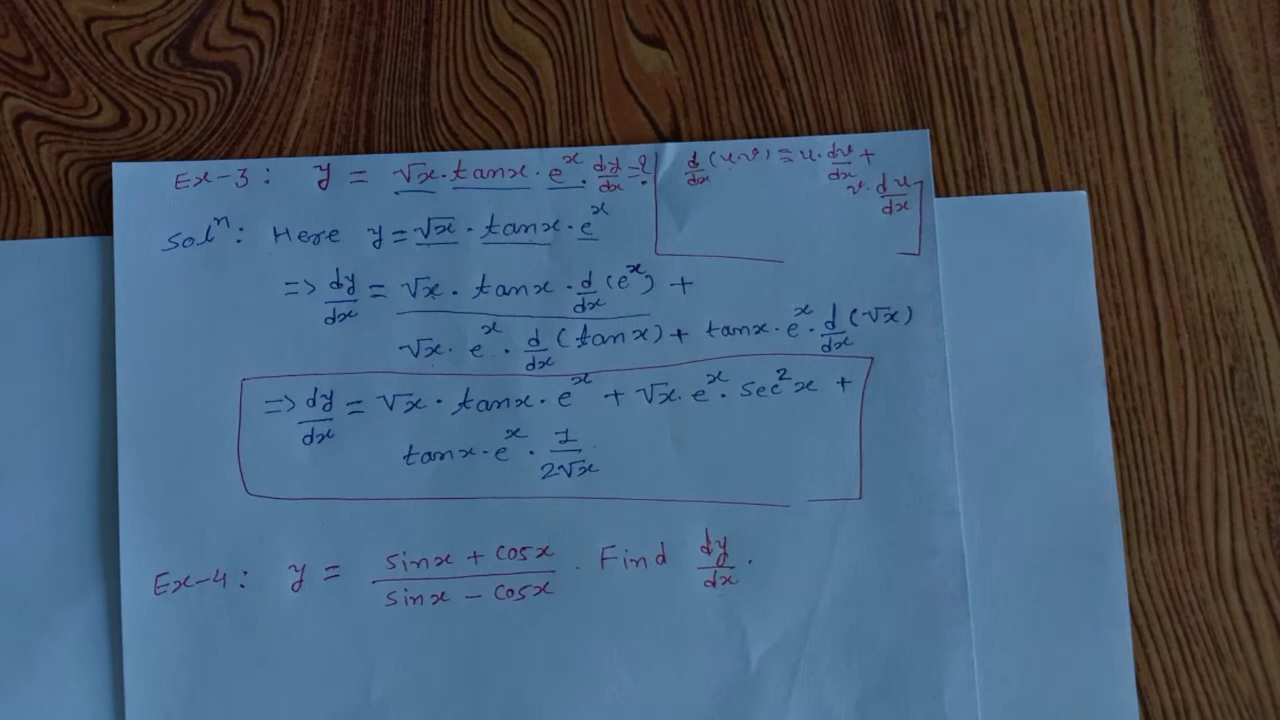 Ex-3: y = √x · tanx · e^x. dy/dx = ?
d/dx (u·v) = u. dv/dx +
v. du/dx
Solⁿ: Here y = √x · tanx · e^x
=> dy/dx = √x · tanx · d/dx (e^x) +
√x · e^x · d/dx (tanx) + tanx · e^x · d/dx (√x)
=> dy/dx = √x · tanx · e^x + √x. e^x. sec²x +
tanx · e^x · 1/2√x
Ex-4: y = sinx + cosx / sinx - cosx . Find dy/dx.